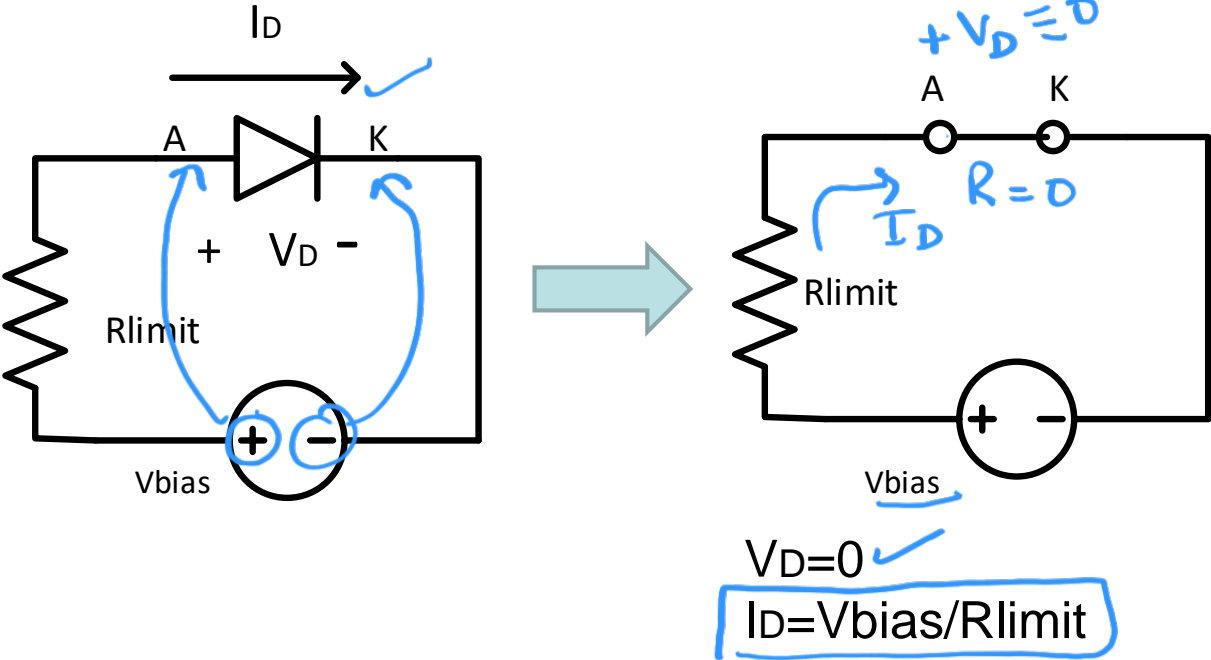 ID
A K
+ VD -
Rlimit
+ -
Vbias
+ VD = 0
A K
R = 0
ID
Rlimit
+ -
Vbias
VD=0
ID=Vbias/Rlimit